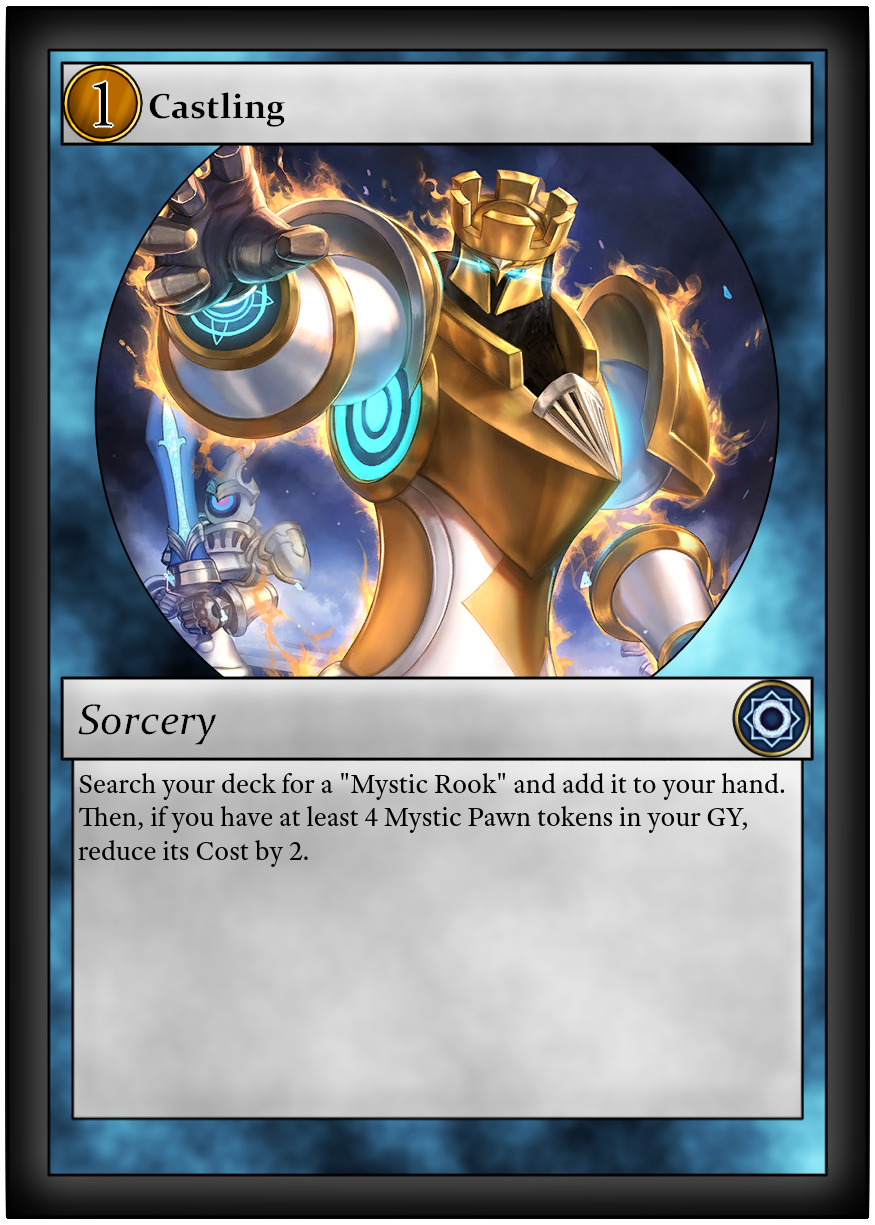 1 Castling
Sorcery
Search your deck for a "Mystic Rook" and add it to your hand.
Then, if you have at least 4 Mystic Pawn tokens in your GY,
reduce its Cost by 2.